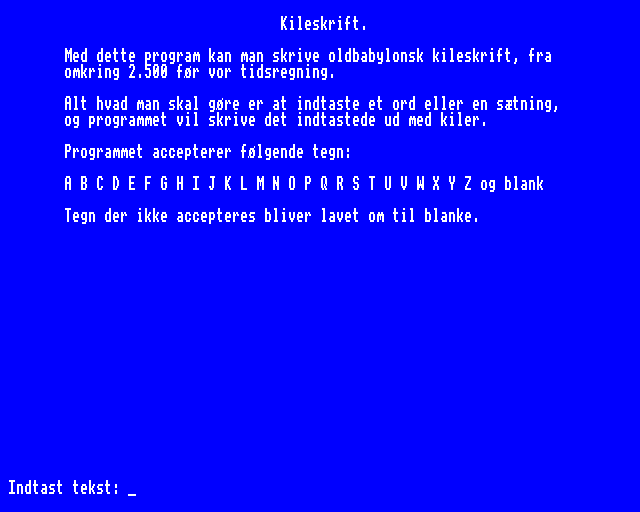 Kileskrift.
Med dette program kan man skrive oldbabylonsk kileskrift, fra
omkring 2.500 før vor tidsregning.
Alt hvad man skal gøre er at indtaste et ord eller en sætning,
og programmet vil skrive det indtastede ud med kiler.
Programmet accepterer følgende tegn:
A B C D E F G H I J K L M N O P Q R S T U V W X Y Z og blank
Tegn der ikke accepteres bliver lavet om til blanke.
Indtast tekst: _